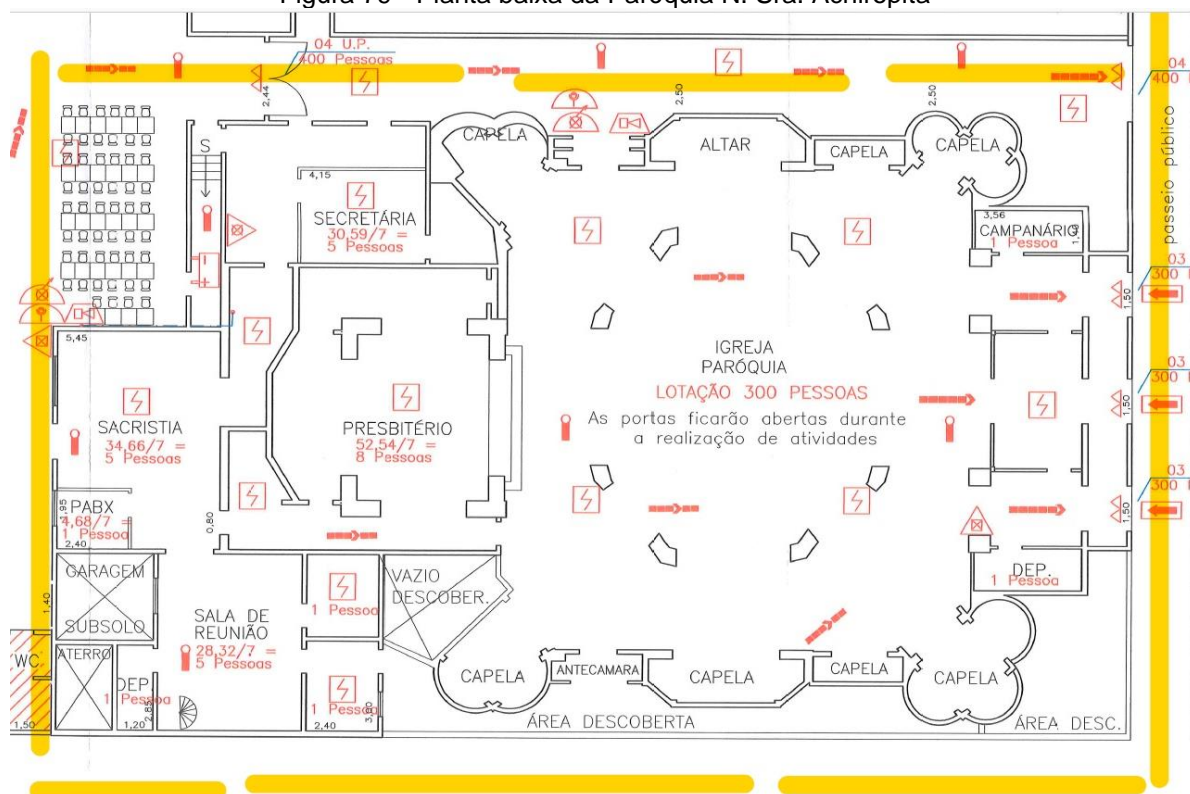 Figura 76 - Planta baixa da Paróquia N. Sra. Achiropita
04 U.P.
400 Pessoas
04
400
2,44
2,50
2,50
CAPELA
ALTAR
CAPELA
CAPELA
S
4,15
SECRETÁRIA
30,59/7 =
5 Pessoas
3,56
CAMPANÁRIO
1 Pessoa
passeio público
03
300
1,50
5,45
IGREJA
PARÓQUIA
LOTAÇÃO 300 PESSOAS
As portas ficarão abertas durante
a realização de atividades
03
300
1,50
SACRISTIA
34,66/7 =
5 Pessoas
PRESBITÉRIO
52,54/7 =
8 Pessoas
03
300
1,50
PABX
4,68/7 =
1 Pessoa
2,40
0,80
GARAGEM
SUBSOLO
1,40
VAZIO
DESCOBER.
DEP.
1 Pessoa
1 Pessoa
SALA DE
REUNIÃO
28,32/7 =
5 Pessoas
WC
ATERRO
DEP.
1 Pessoa
2,85
1 Pessoa
CAPELA
ANTECAMARA
CAPELA
CAPELA
CAPELA
1,50
1,20
2,40
ÁREA DESCOBERTA
ÁREA DESC.